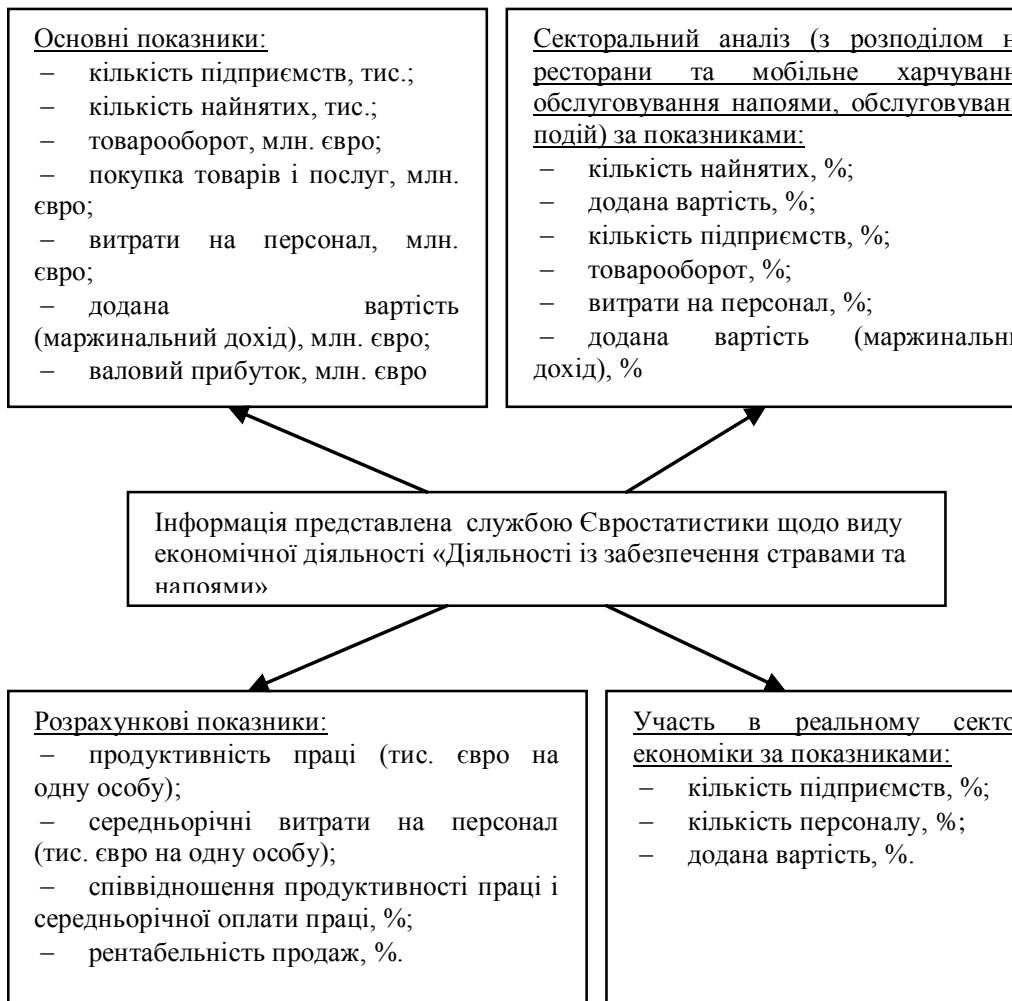 Основні показники:
– кількість підприємств, тис.;
– кількість найнятих, тис.;
– товарооборот, млн. євро;
– покупка товарів і послуг, млн.
євро;
– витрати на персонал, млн.
євро;
– додана вартість
(маржинальний дохід), млн. євро;
– валовий прибуток, млн. євро
Секторальний аналіз (з розподілом н
ресторани та мобільне харчуванн
обслуговування напоями, обслуговуванн
подій) за показниками:
– кількість найнятих, %;
– додана вартість, %;
– кількість підприємств, %;
– товарооборот, %;
– витрати на персонал, %;
– додана вартість (маржинальни
дохід), %
Інформація представлена службою Євростатистики щодо виду
економічної діяльності «Діяльності із забезпечення стравами та
напоями»
Розрахункові показники:
– продуктивність праці (тис. євро на
одну особу);
– середньорічні витрати на персонал
(тис. євро на одну особу);
– співвідношення продуктивності праці і
середньорічної оплати праці, %;
– рентабельність продаж, %.
Участь в реальному секто
економіки за показниками:
– кількість підприємств, %;
– кількість персоналу, %;
– додана вартість, %.